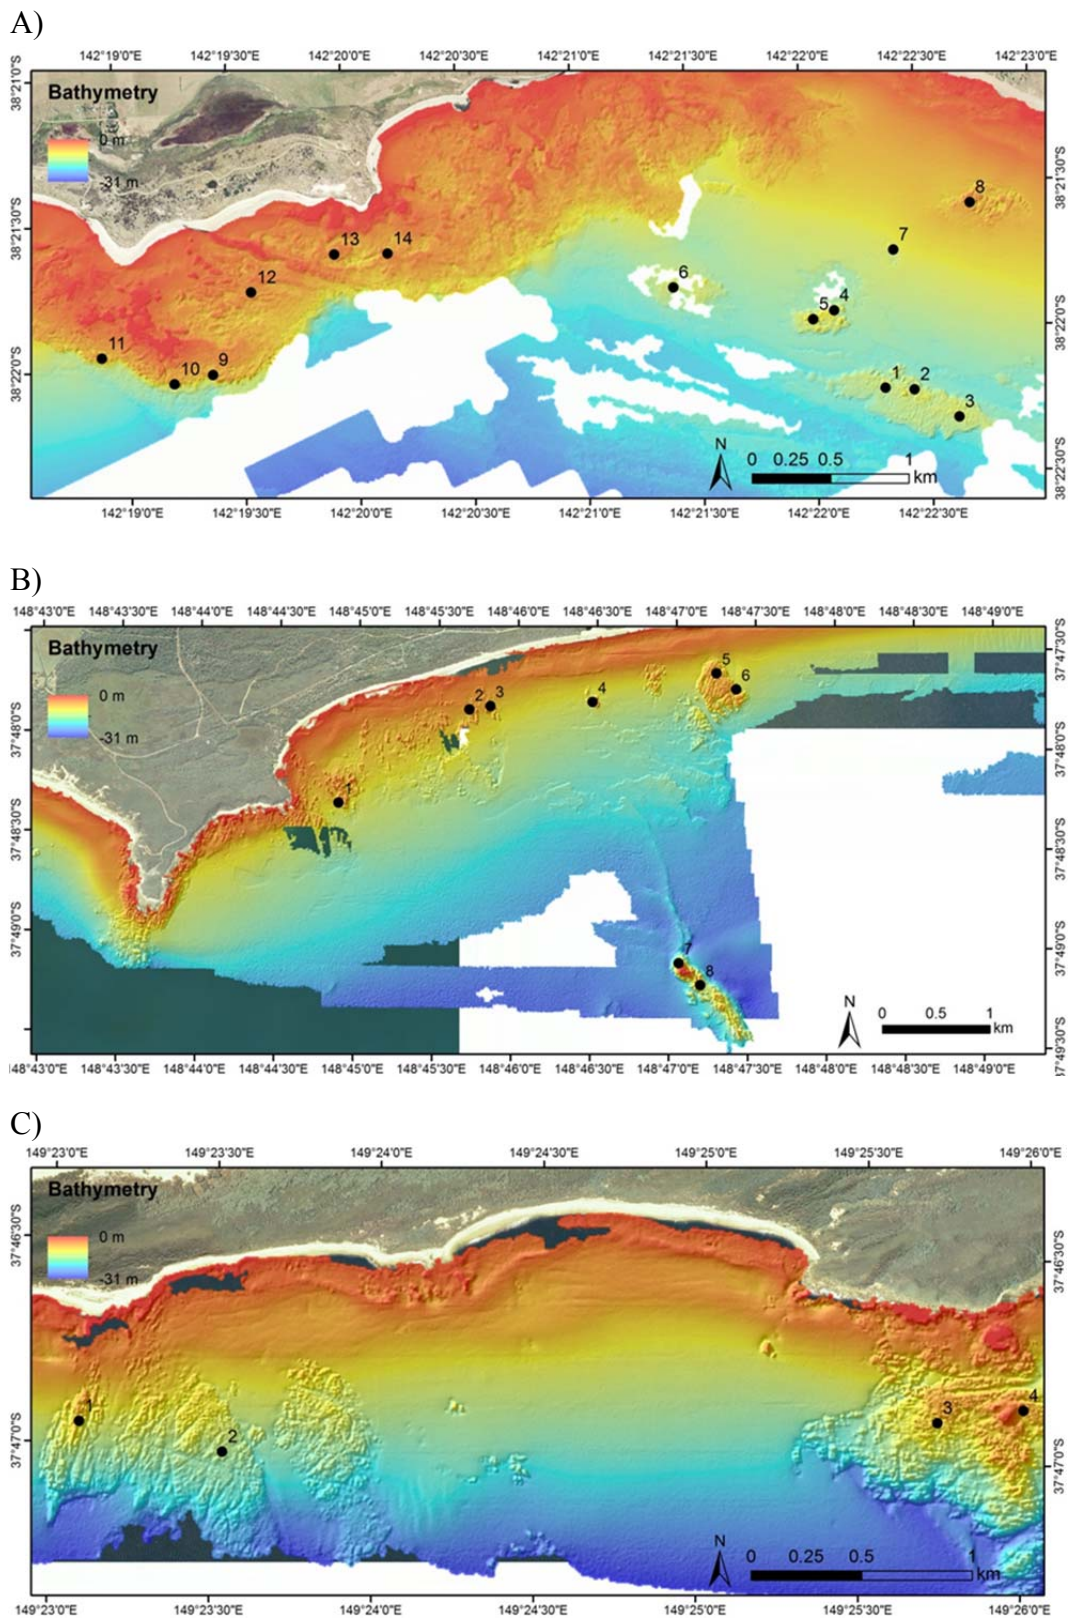 A)
142°19'0"E 142°19'30"E 142°20'0"E 142°20'30"E 142°21'0"E 142°21'30"E 142°22'0"E 142°22'30"E 142°23'0"E
38°21'0"S
Bathymetry
0 m
-31 m
38°21'30"S
38°22'0"S
38°21'30"S
38°22'0"S
38°22'30"S
8
7
13 14
6
12
5 4
11
10 9
1 2
3
N
0 0.25 0.5 1
km
142°19'0"E 142°19'30"E 142°20'0"E 142°20'30"E 142°21'0"E 142°21'30"E 142°22'0"E 142°22'30"E
B)
148°43'0"E 148°43'30"E 148°44'0"E 148°44'30"E 148°45'0"E 148°45'30"E 148°46'0"E 148°46'30"E 148°47'0"E 148°47'30"E 148°48'0"E 148°48'30"E 148°49'0"E
Bathymetry
0 m
-31 m
37°48'0"S
37°48'30"S
37°49'0"S
37°47'30"S
37°48'0"S
37°48'30"S
37°49'0"S
37°49'30"S
5
6
2 3
4
1
7
8
N
0 0.5 1
km
148°43'0"E 148°43'30"E 148°44'0"E 148°44'30"E 148°45'0"E 148°45'30"E 148°46'0"E 148°46'30"E 148°47'0"E 148°47'30"E 148°48'0"E 148°48'30"E 148°49'0"E
C)
149°23'0"E 149°23'30"E 149°24'0"E 149°24'30"E 149°25'0"E 149°25'30"E 149°26'0"E
Bathymetry
0 m
-31 m
37°46'30"S
37°47'0"S
37°46'30"S
37°47'0"S
1
2
3
4
N
0 0.25 0.5 1
km
149°23'0"E 149°23'30"E 149°24'0"E 149°24'30"E 149°25'0"E 149°25'30"E 149°26'0"E